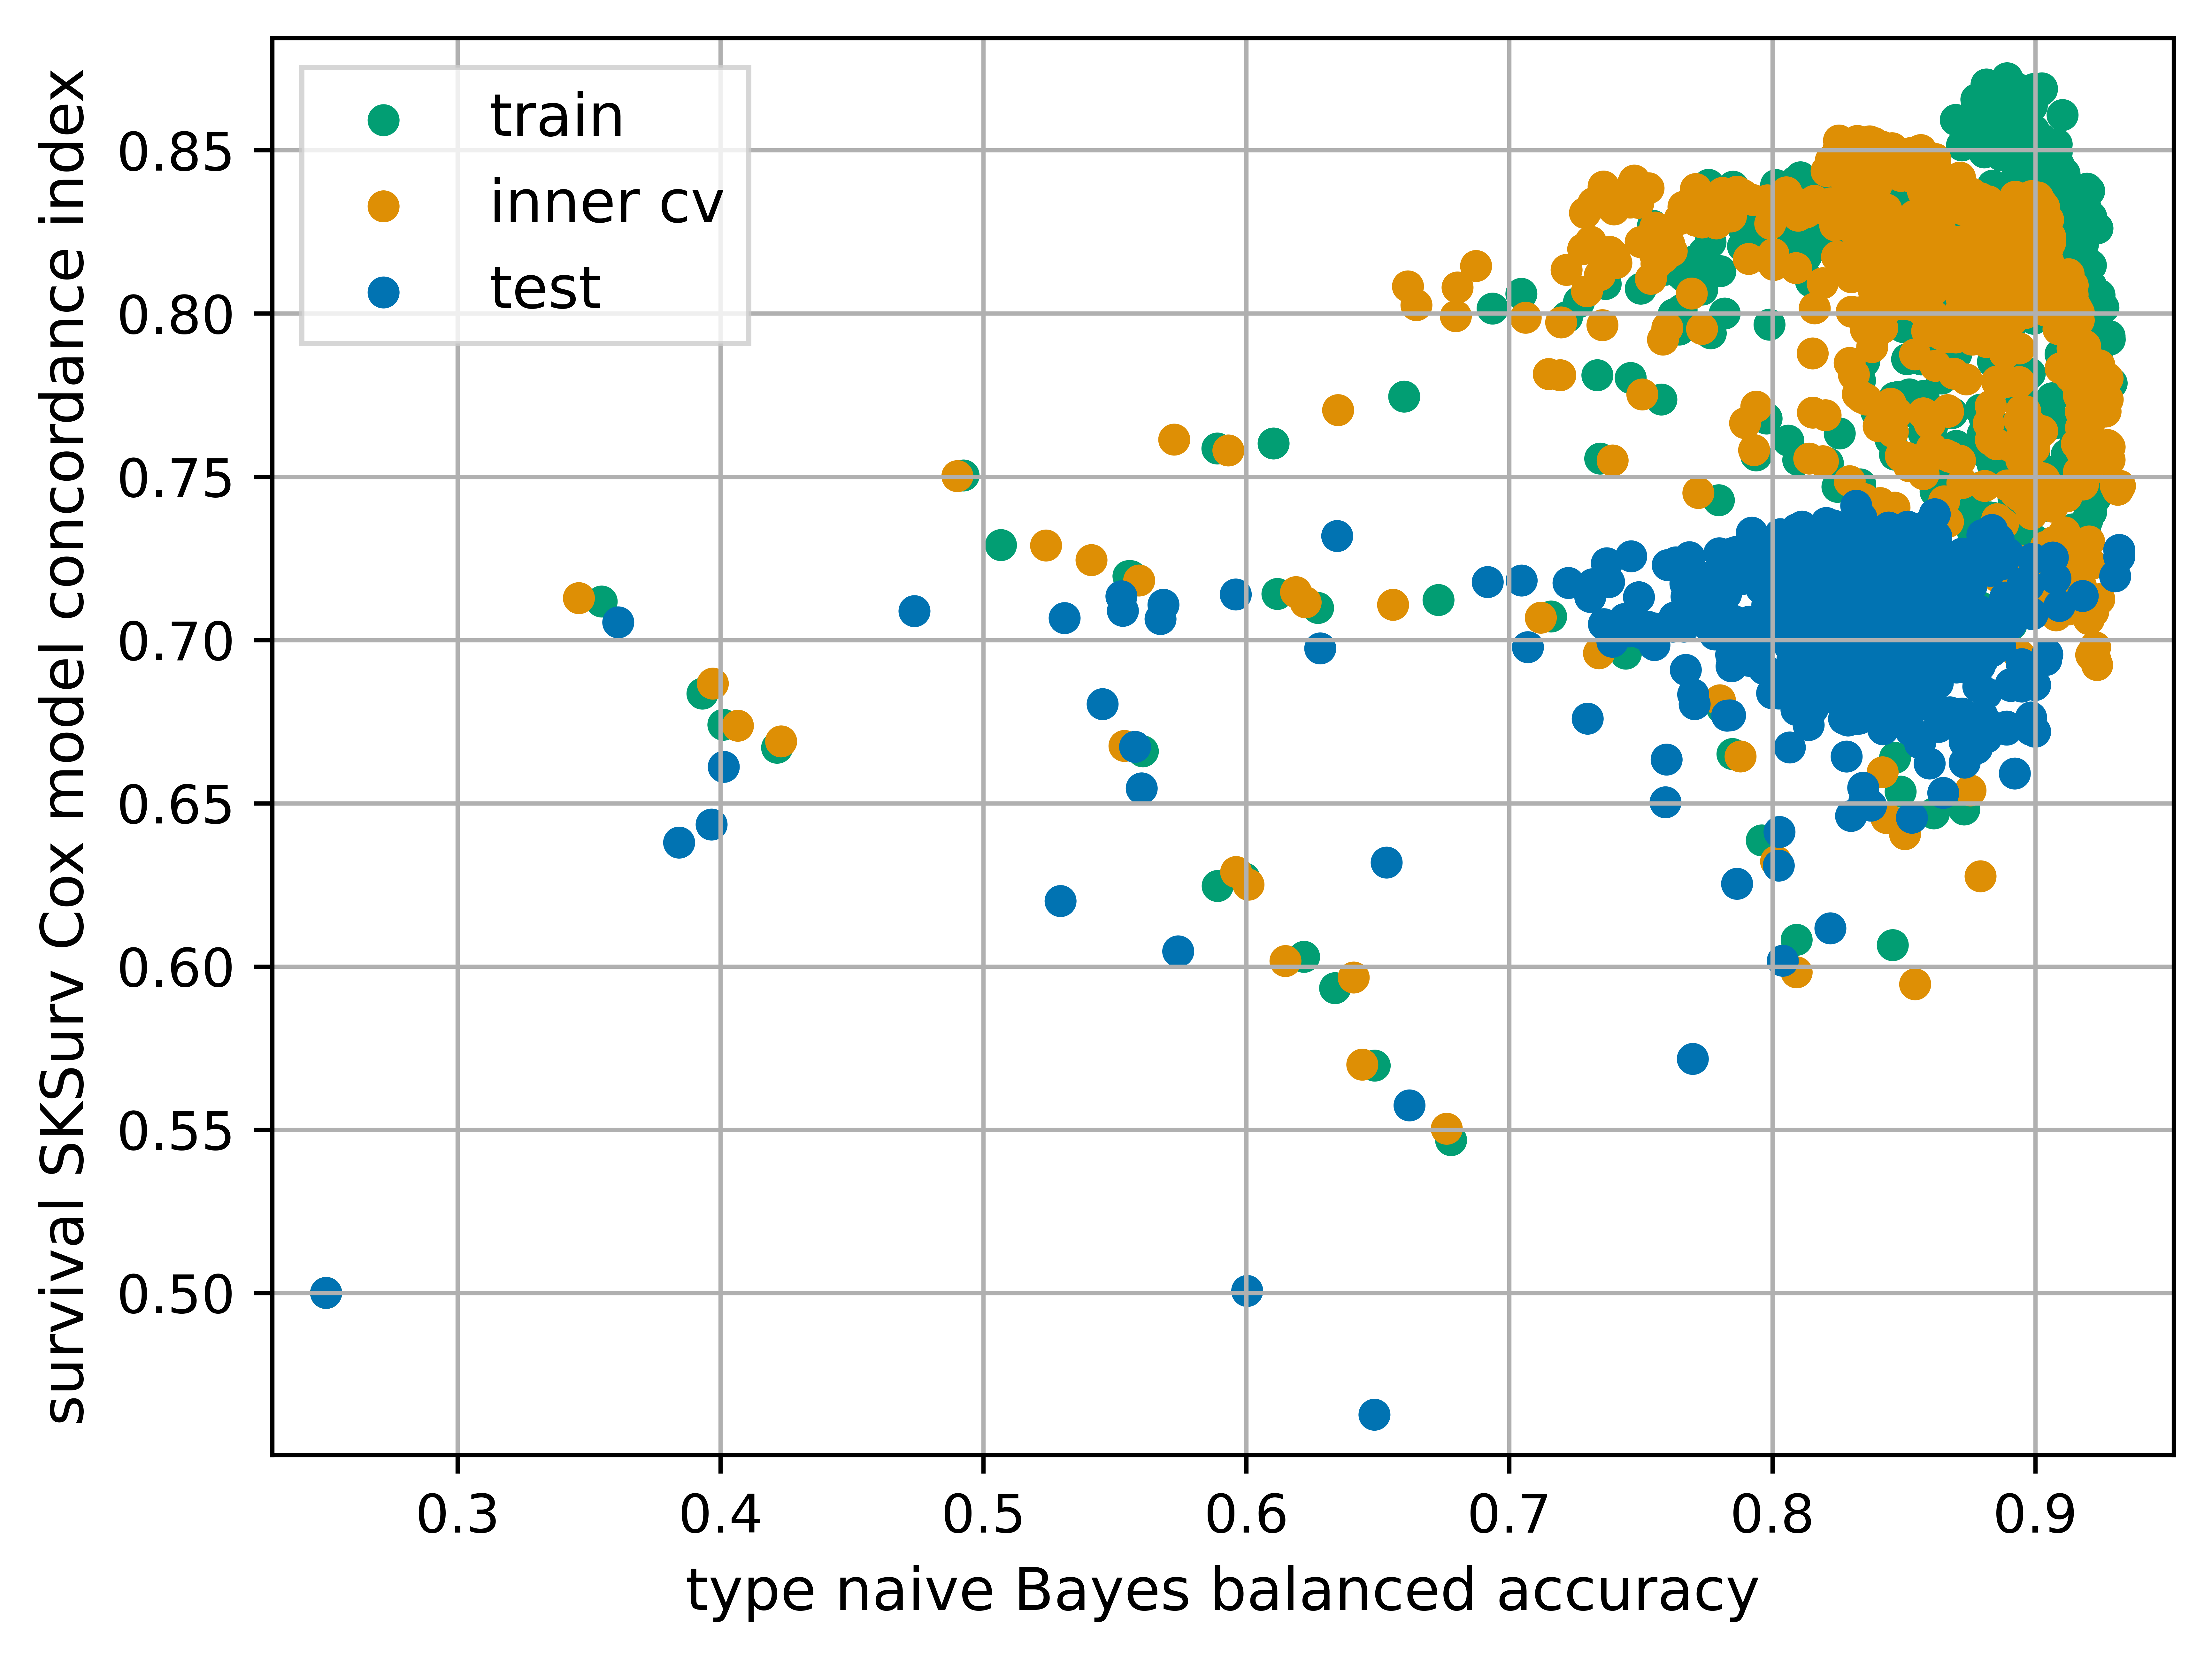 train
inner cv
test
survival SKSurv Cox model concordance index
0.85
0.80
0.75
0.70
0.65
0.60
0.55
0.50
0.3 0.4 0.5 0.6 0.7 0.8 0.9
type naive Bayes balanced accuracy